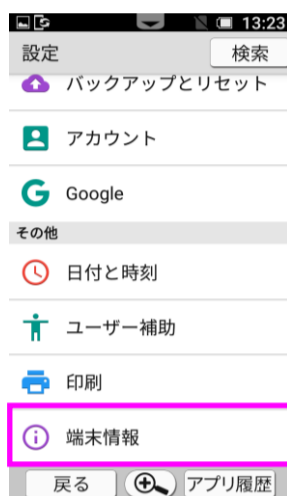 13:23
設定
検索
バックアップとリセット
アカウント
Google
その他
日付と時刻
ユーザー補助
印刷
端末情報
戻る
アプリ履歴